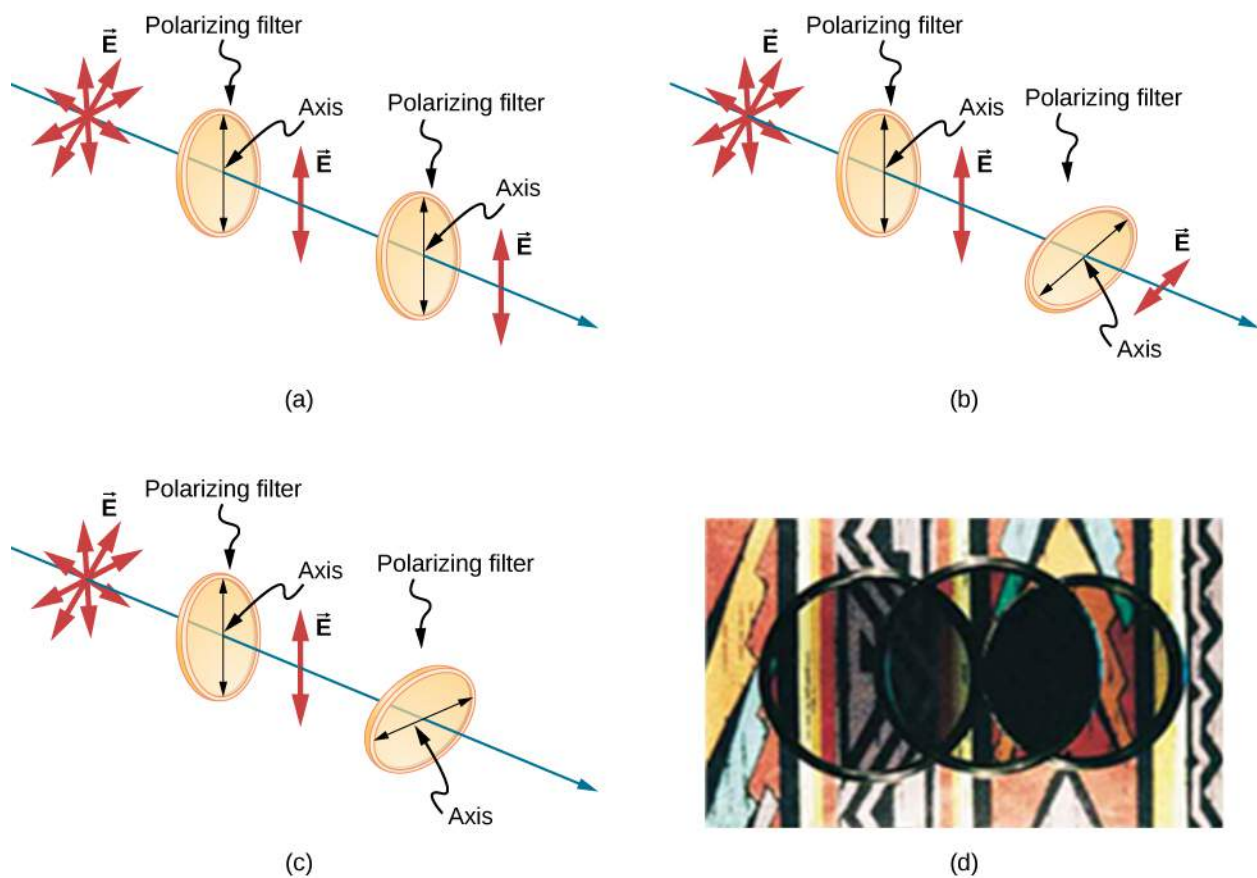 Polarizing filter
E⃗
Axis
Polarizing filter
E⃗
Axis
E⃗
(a)
Polarizing filter
E⃗
Axis
Polarizing filter
E⃗
E⃗
Axis
(b)
Polarizing filter
E⃗
Axis
Polarizing filter
E⃗
Axis
(c)
(d)